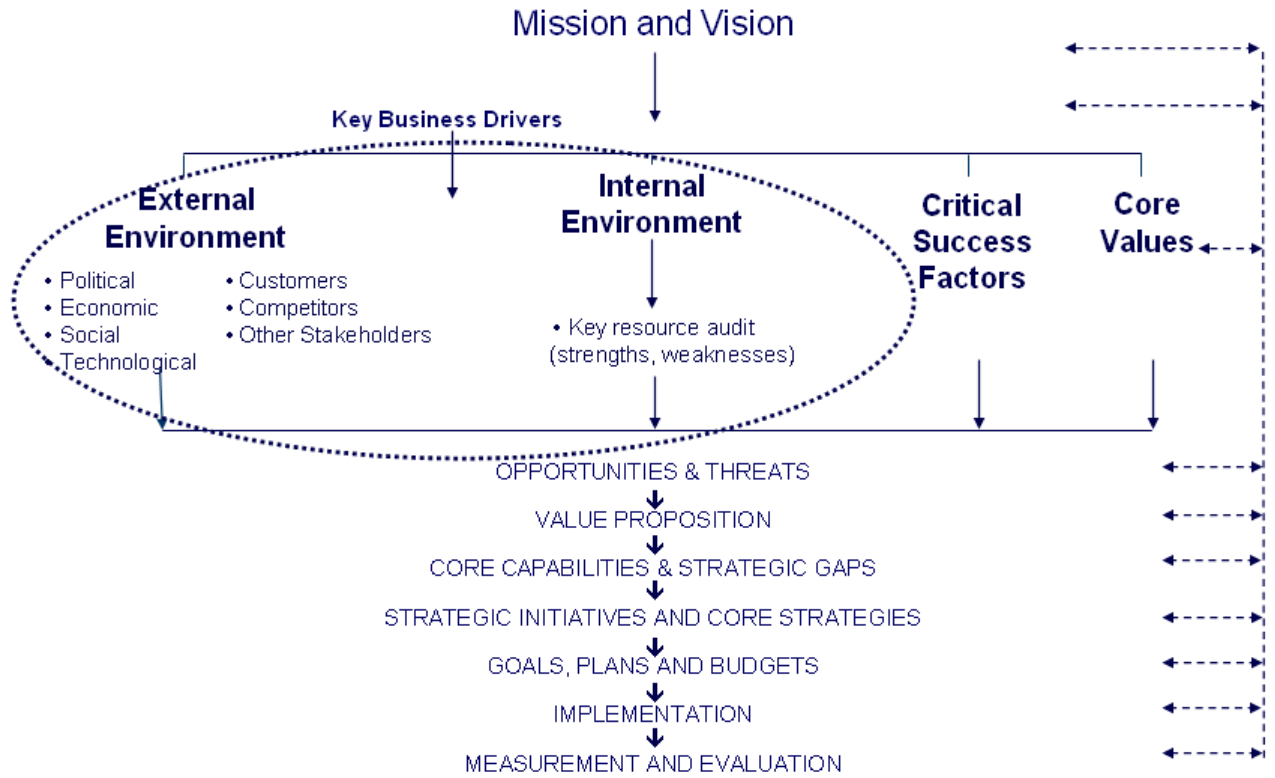 Mission and Vision
Key Business Drivers
External
Environment
• Political
• Economic
• Social
• Technological
• Customers
• Competitors
• Other Stakeholders
Internal
Environment
• Key resource audit
(strengths, weaknesses)
Critical
Success
Factors
Core
Values
OPPORTUNITIES & THREATS
VALUE PROPOSITION
CORE CAPABILITIES & STRATEGIC GAPS
STRATEGIC INITIATIVES AND CORE STRATEGIES
GOALS, PLANS AND BUDGETS
IMPLEMENTATION
MEASUREMENT AND EVALUATION